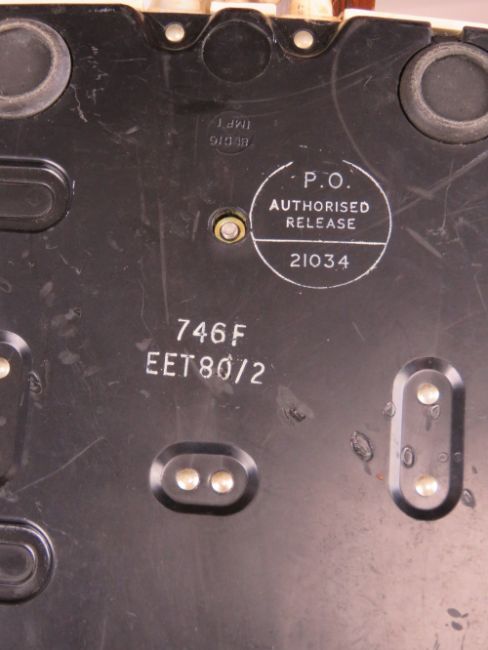 P.O.
AUTHORISED
RELEASE
21034
746F
EET80/2